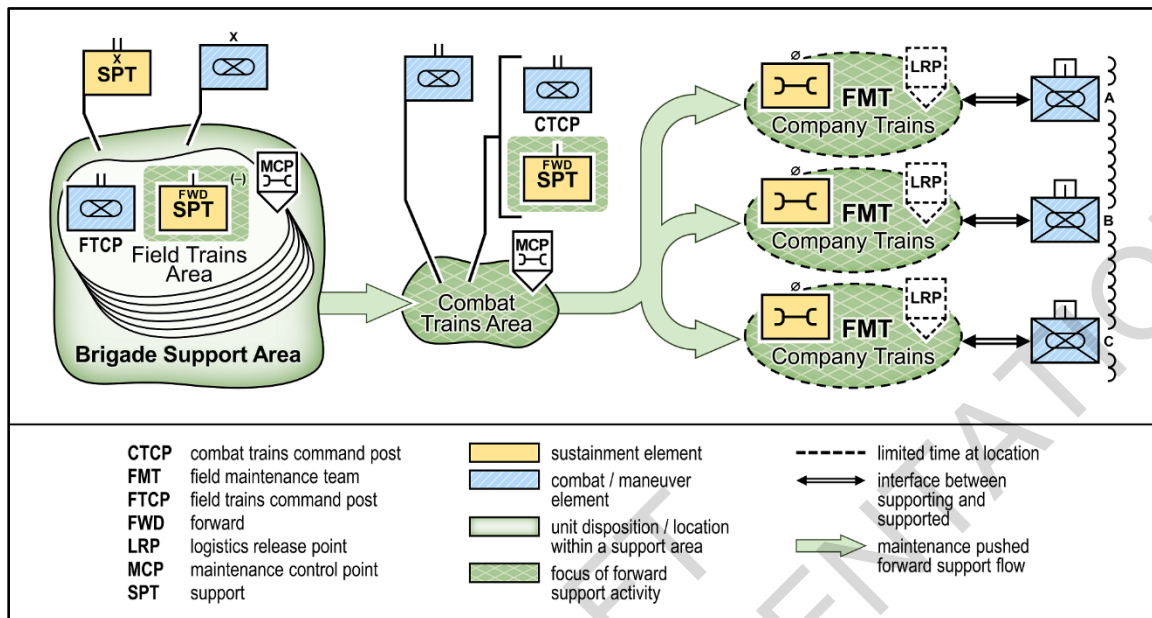 II
X
SPT
X
II
FTCP
I
FWD
SPT
(–)
MCP
Field Trains
Area
Brigade Support Area
II
II
CTCP
I
FWD
SPT
MCP
Combat
Trains Area
Ø
LRP
FMT
Company Trains
I
A
Ø
LRP
FMT
Company Trains
I
B
Ø
LRP
FMT
Company Trains
I
C
CTCP combat trains command post
FMT field maintenance team
FTCP field trains command post
FWD forward
LRP logistics release point
MCP maintenance control point
SPT support
sustainment element
combat / maneuver
element
unit disposition / location
within a support area
focus of forward
support activity
limited time at location
interface between
supporting and
supported
maintenance pushed
forward support flow